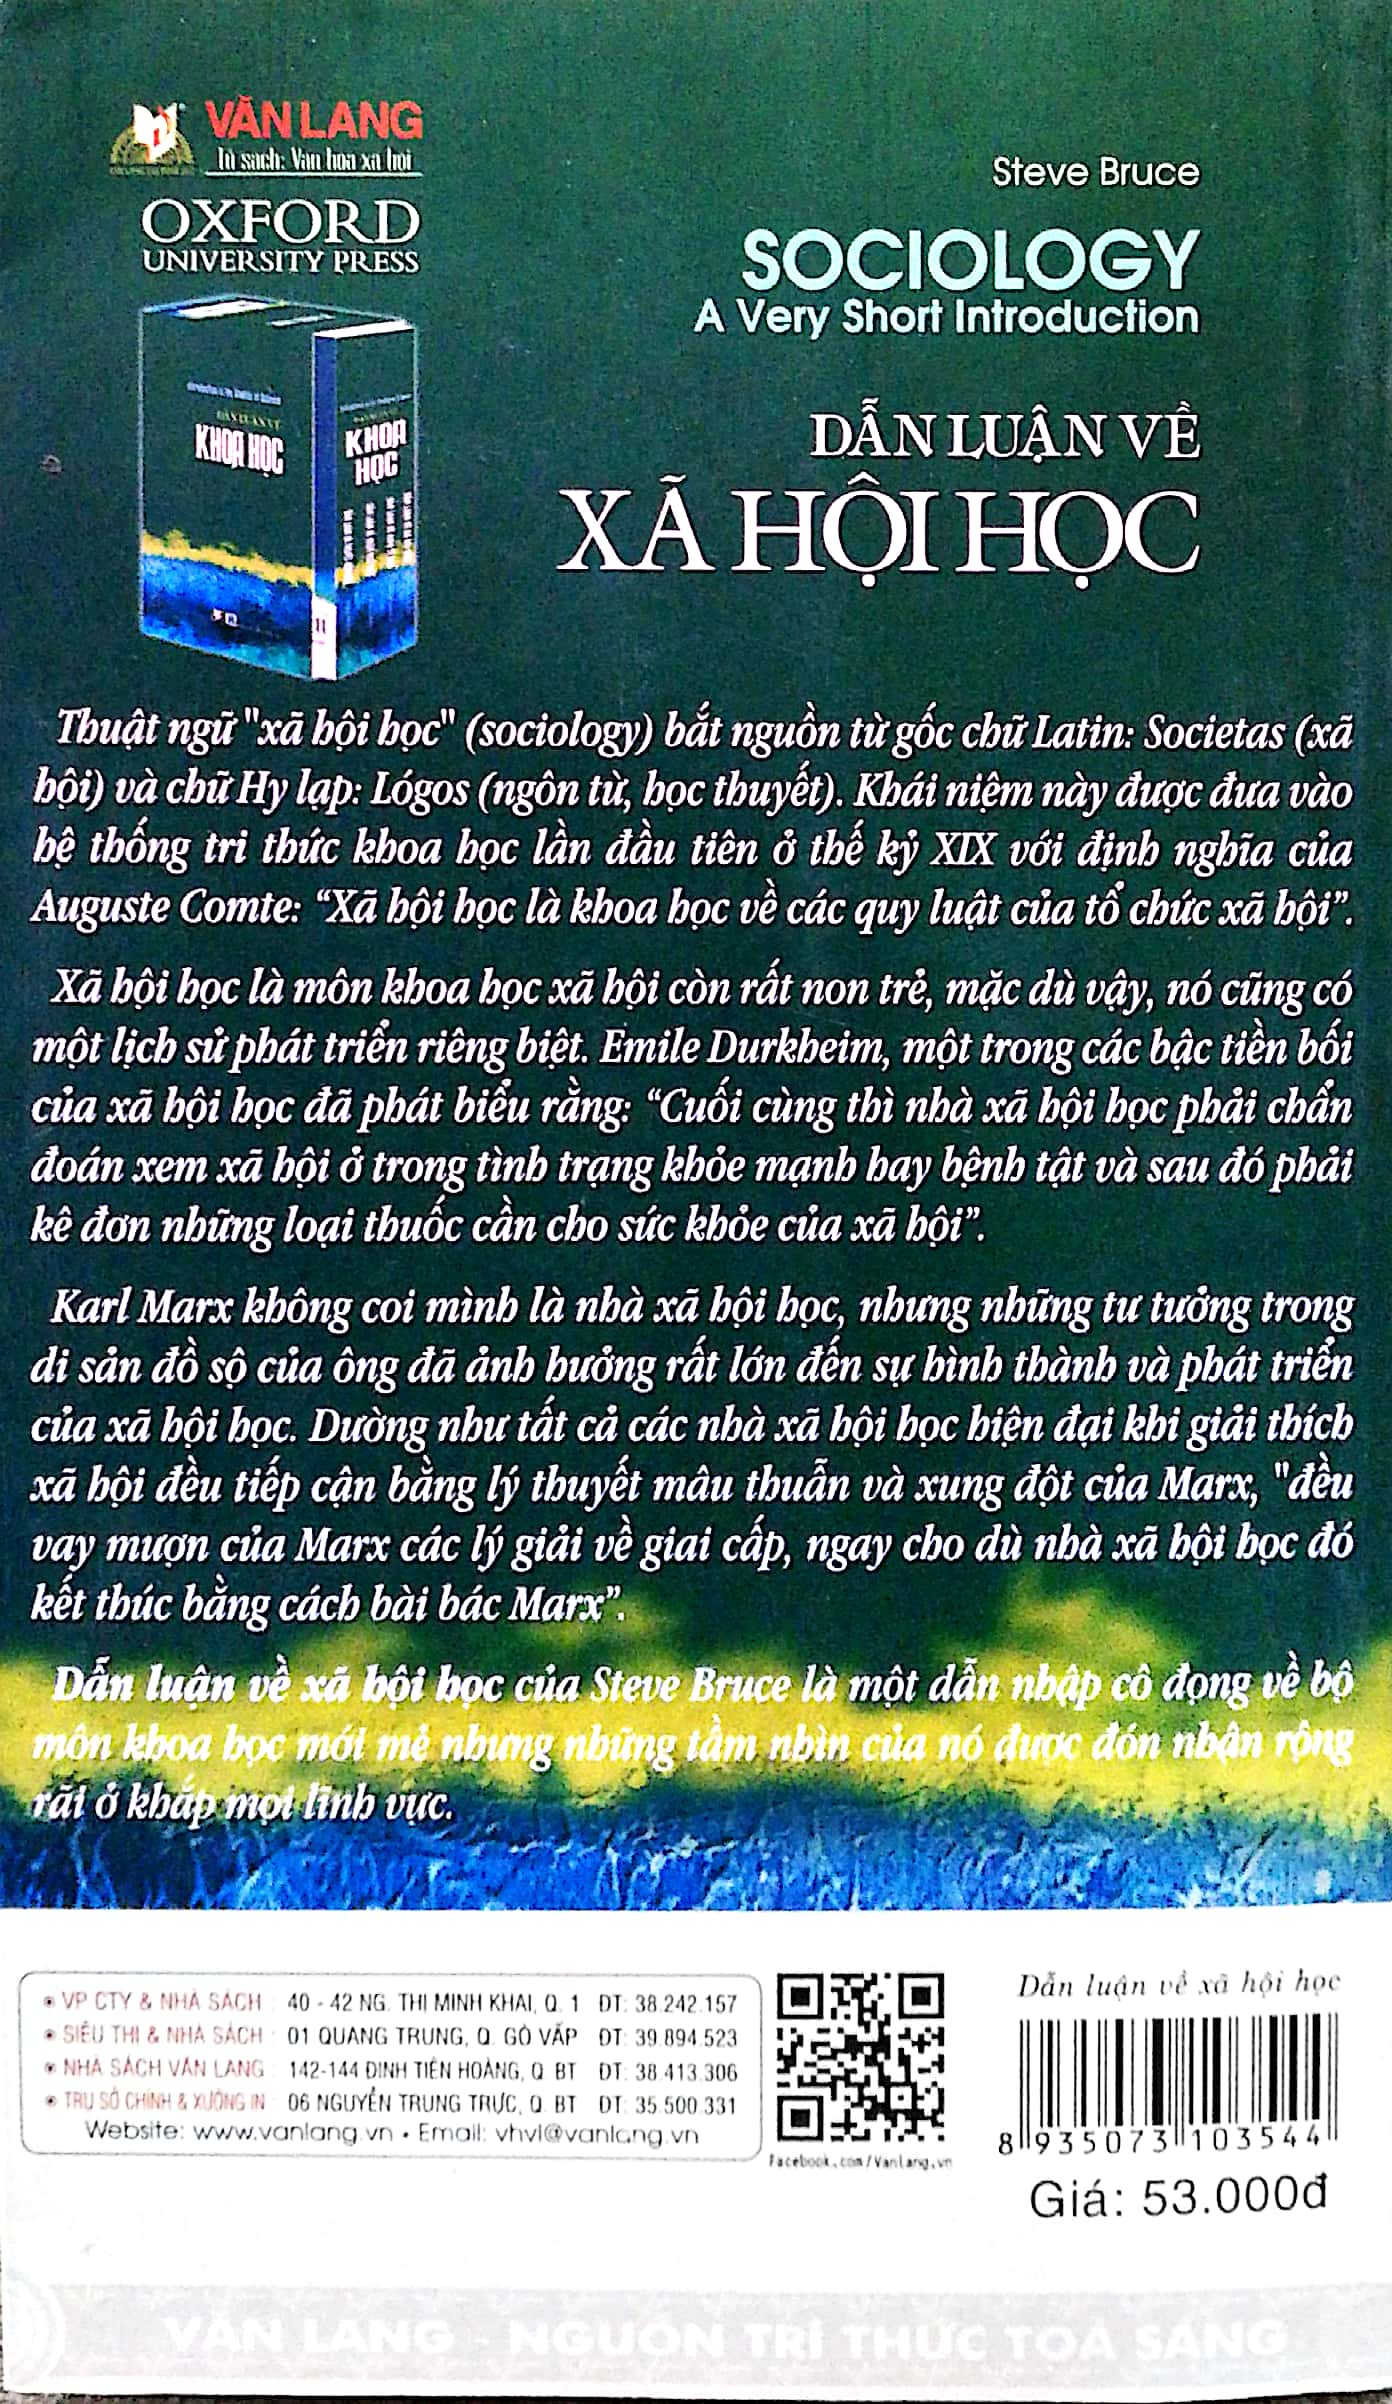 VĂN LANG
Tủ sách: Văn hóa xã hội
OXFORD
UNIVERSITY PRESS
DẪN LUẬN VỀ
KHOA HỌC
KHOA
HỌC
Steve Bruce
SOCIOLOGY
A Very Short Introduction
DẪN LUẬN VỀ
XÃ HỘI HỌC
Thuật ngữ "xã hội học" (sociology) bắt nguồn từ gốc chữ Latin: Societas (xã
hội) và chữ Hy lạp: Lógos (ngôn từ, học thuyết). Khái niệm này được đưa vào
hệ thống tri thức khoa học lần đầu tiên ở thế kỷ XIX với định nghĩa của
Auguste Comte: “Xã hội học là khoa học về các quy luật của tổ chức xã hội”.
Xã hội học là môn khoa học xã hội còn rất non trẻ, mặc dù vậy, nó cũng có
một lịch sử phát triển riêng biệt. Emile Durkheim, một trong các bậc tiền bối
của xã hội học đã phát biểu rằng: “Cuối cùng thì nhà xã hội học phải chẩn
đoán xem xã hội ở trong tình trạng khỏe mạnh hay bệnh tật và sau đó phải
kê đơn những loại thuốc cần cho sức khỏe của xã hội”.
Karl Marx không coi mình là nhà xã hội học, nhưng những tư tưởng trong
di sản đồ sộ của ông đã ảnh hưởng rất lớn đến sự hình thành và phát triển
của xã hội học. Dường như tất cả các nhà xã hội học hiện đại khi giải thích
xã hội đều tiếp cận bằng lý thuyết mâu thuẫn và xung đột của Marx, "đều
vay mượn của Marx các lý giải về giai cấp, ngay cho dù nhà xã hội học đó
kết thúc bằng cách bài bác Marx”.
Dẫn luận về xã hội học của Steve Bruce là một dẫn nhập cô đọng về bộ
môn khoa học mới mẻ nhưng những tầm nhìn của nó được đón nhận rộng
rãi ở khắp mọi lĩnh vực.
• VP CTY & NHÀ SÁCH : 40 - 42 NG. THỊ MINH KHAI, Q. 1 ĐT: 38.242.157
• SIÊU THỊ & NHÀ SÁCH : 01 QUANG TRUNG, Q. GÒ VẤP ĐT: 39.894.523
• NHÀ SÁCH VĂN LANG : 142-144 ĐINH TIÊN HOÀNG, Q. BT ĐT: 38.413.306
• TRỤ SỞ CHÍNH & XƯỞNG IN : 06 NGUYỄN TRUNG TRỰC, Q. BT ĐT: 35.500.331
Website: www.vanlang.vn • Email: vhvl@vanlang.vn
Facebook.com/VanLang.vn
Dẫn luận về xã hội học
8 935073 103544
Giá: 53.000đ
VĂN LANG - NGUỒN TRI THỨC TỎA SÁNG